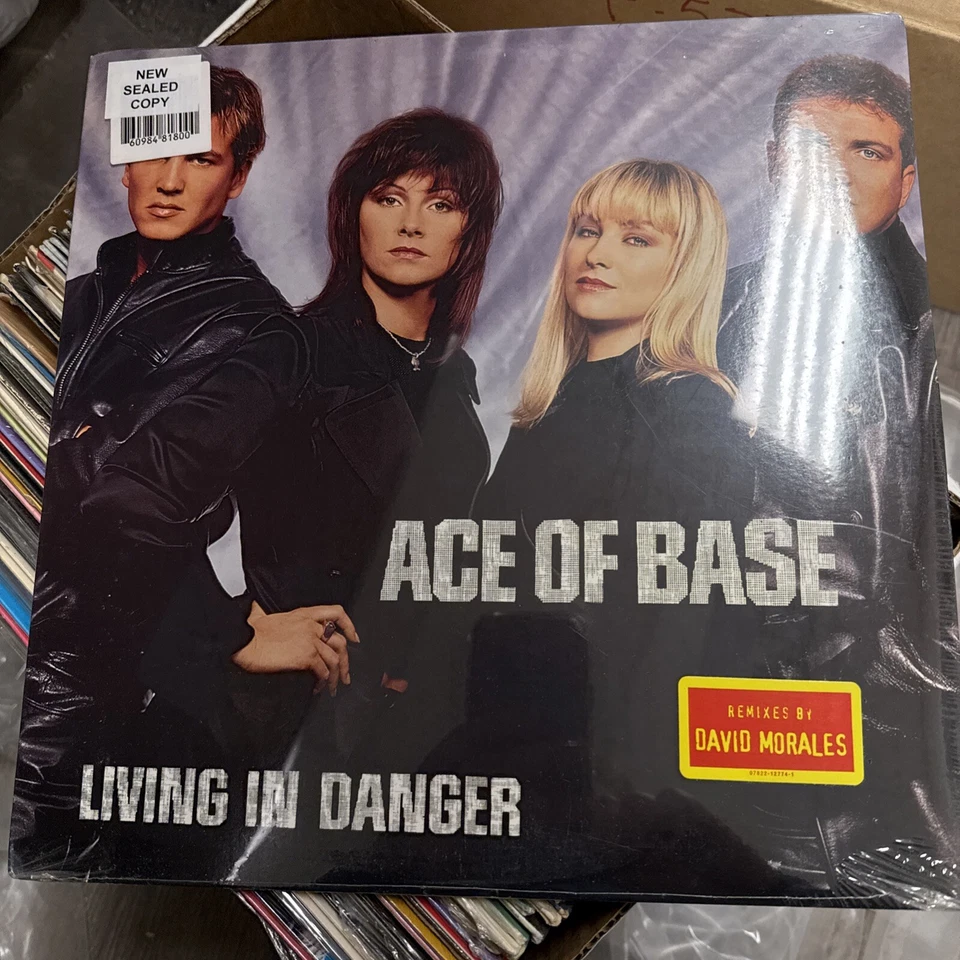 NEW
SEALED
COPY
60984 81800
ACE OF BASE
REMIXES BY
DAVID MORALES
LIVING IN DANGER